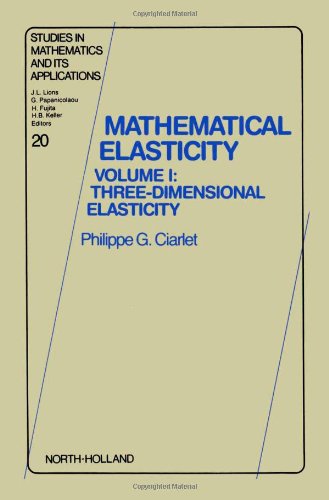 STUDIES IN
MATHEMATICS
AND ITS
APPLICATIONS
J.L. Lions
G. Papanicolaou
H. Fujita
H.B. Keller
Editors
20
MATHEMATICAL
ELASTICITY
VOLUME I:
THREE-DIMENSIONAL
ELASTICITY
Philippe G. Ciarlet
NORTH-HOLLAND